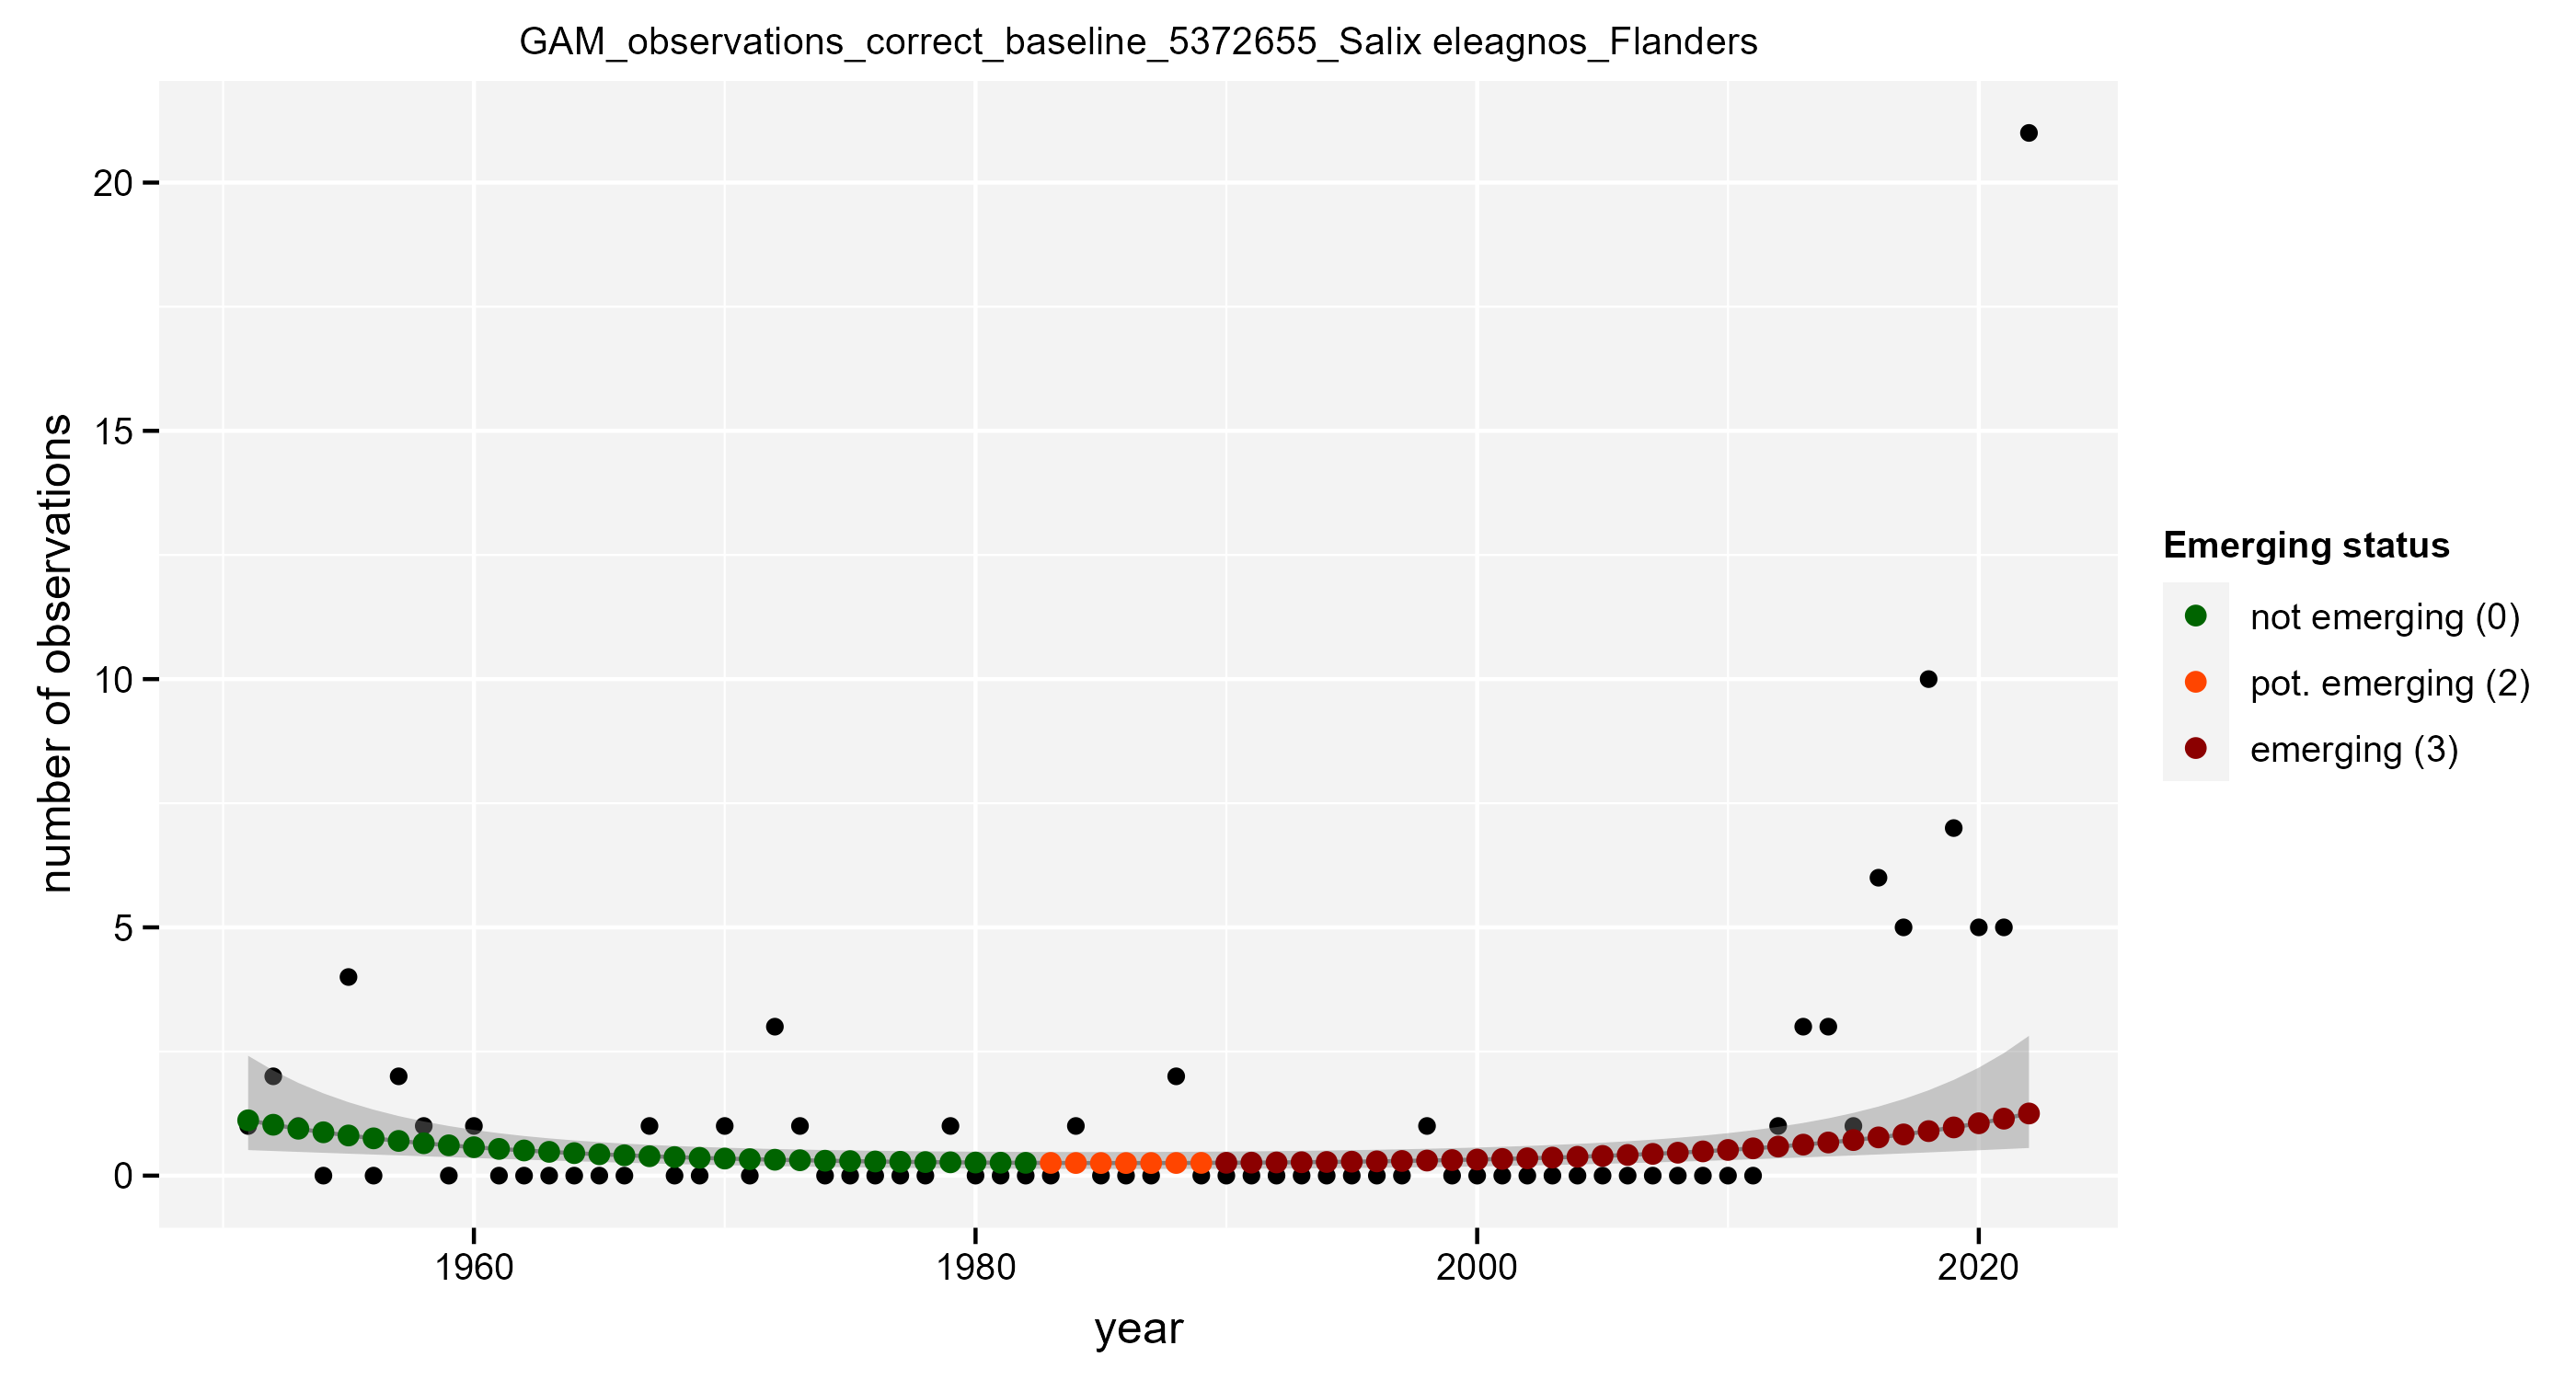 GAM_observations_correct_baseline_5372655_Salix eleagnos_Flanders
number of observations
20
15
10
5
0
1960 1980 2000 2020
year
Emerging status
not emerging (0)
pot. emerging (2)
emerging (3)